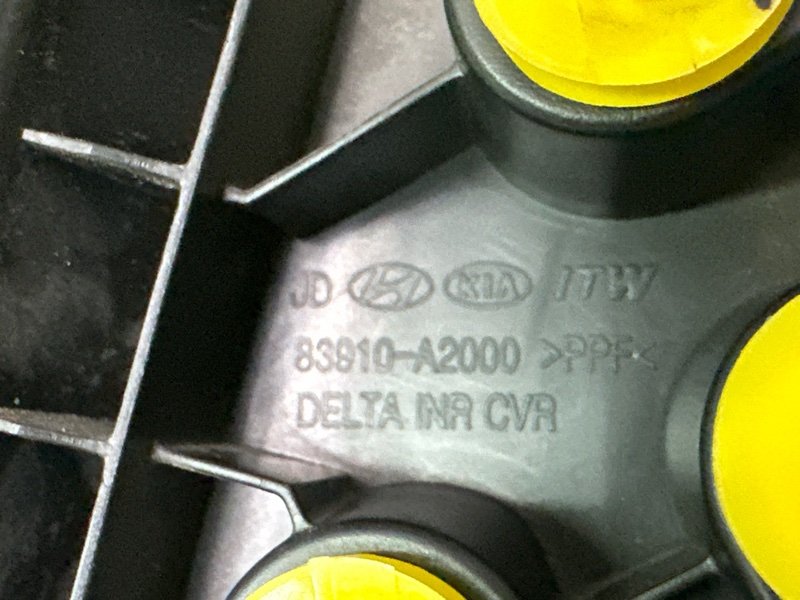 JD KIA ITW
83910-A2000 >PPF<
DELTA INR CVR